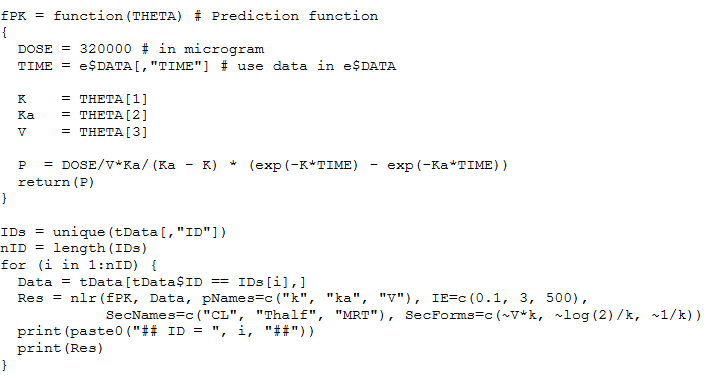 fPK = function(THETA) # Prediction function
{
  DOSE = 320000 # in microgram
  TIME = e$DATA[,"TIME"] # use data in e$DATA

  K    = THETA[1]
  Ka   = THETA[2]
  V    = THETA[3]

  P  = DOSE/V*Ka/(Ka - K) * (exp(-K*TIME) - exp(-Ka*TIME))
  return(P)
}

IDs = unique(tData[,"ID"])
nID = length(IDs)
for (i in 1:nID) {
  Data = tData[tData$ID == IDs[i],]
  Res = nlr(fPK, Data, pNames=c("k", "ka", "V"), IE=c(0.1, 3, 500),
            SecNames=c("CL", "Thalf", "MRT"), SecForms=c(~V*k, ~log(2)/k, ~1/k))
  print(paste0("## ID = ", i, "##"))
  print(Res)
}